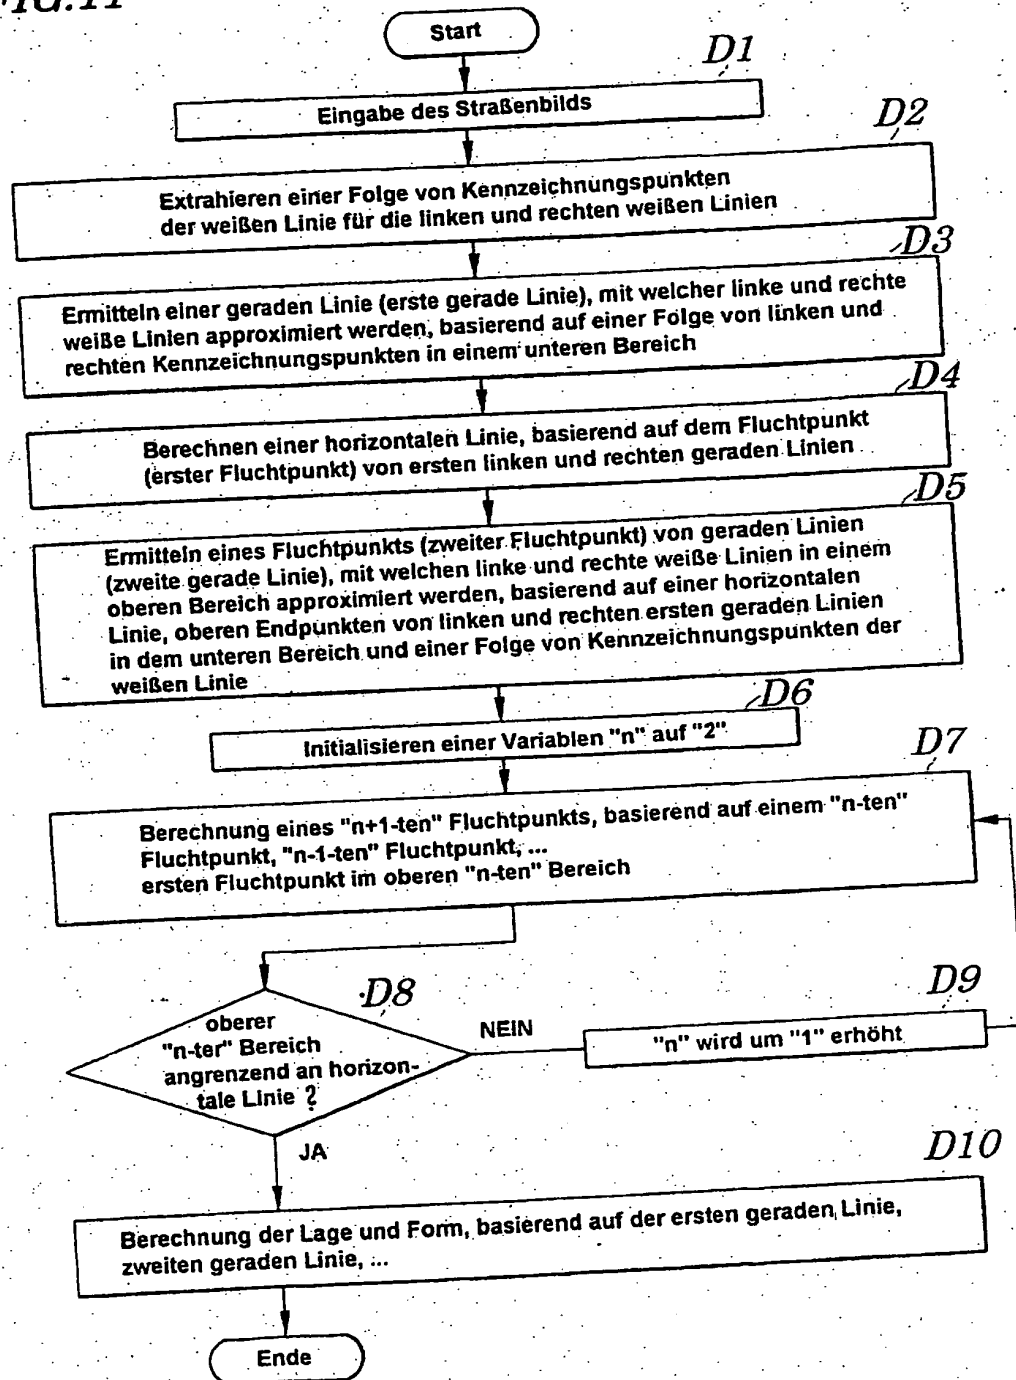 FIG.11
Start
D1
Eingabe des Straßenbilds
D2
Extrahieren einer Folge von Kennzeichnungspunkten
der weißen Linie für die linken und rechten weißen Linien
D3
Ermitteln einer geraden Linie (erste gerade Linie), mit welcher linke und rechte
weiße Linien approximiert werden, basierend auf einer Folge von linken und
rechten Kennzeichnungspunkten in einem unteren Bereich
D4
Berechnen einer horizontalen Linie, basierend auf dem Fluchtpunkt
(erster Fluchtpunkt) von ersten linken und rechten geraden Linien
D5
Ermitteln eines Fluchtpunkts (zweiter Fluchtpunkt) von geraden Linien
(zweite gerade Linie), mit welchen linke und rechte weiße Linien in einem
oberen Bereich approximiert werden, basierend auf einer horizontalen
Linie, oberen Endpunkten von linken und rechten ersten geraden Linien
in dem unteren Bereich und einer Folge von Kennzeichnungspunkten der
weißen Linie
D6
Initialisieren einer Variablen "n" auf "2"
D7
Berechnung eines "n+1-ten" Fluchtpunkts, basierend auf einem "n-ten"
Fluchtpunkt, "n-1-ten" Fluchtpunkt, ...
ersten Fluchtpunkt im oberen "n-ten" Bereich
D8
oberer
"n-ter" Bereich
angrenzend an horizon-
tale Linie ?
NEIN
D9
"n" wird um "1" erhöht
JA
D10
Berechnung der Lage und Form, basierend auf der ersten geraden Linie,
zweiten geraden Linie, ...
Ende